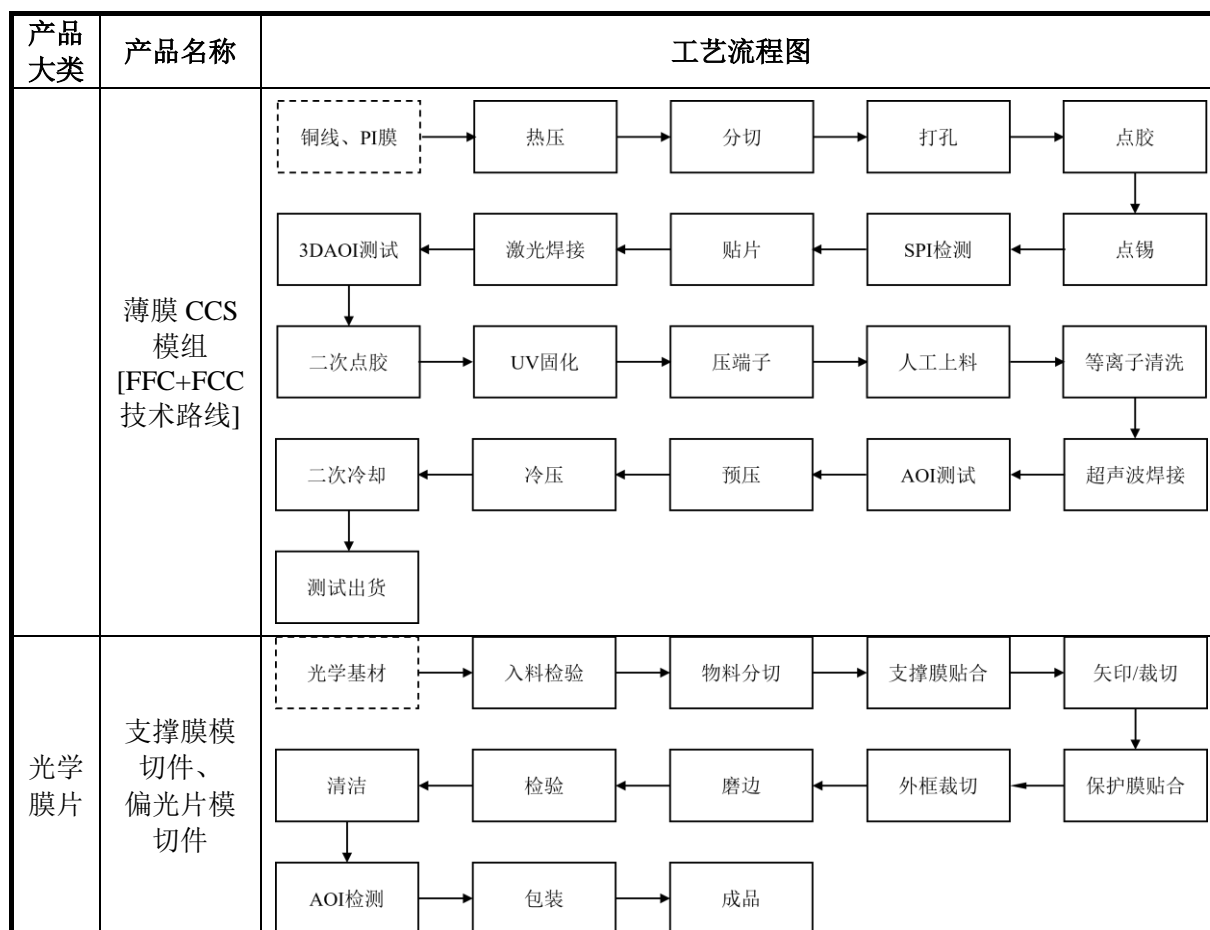 产品
大类
产品名称
工艺流程图
薄膜 CCS
模组
[FFC+FCC
技术路线]
铜线、PI膜
热压
分切
打孔
点胶
点锡
SPI检测
贴片
激光焊接
3DAOI测试
二次点胶
UV固化
压端子
人工上料
等离子清洗
超声波焊接
AOI测试
预压
冷压
二次冷却
测试出货
光学
膜片
支撑膜模
切件、
偏光片模
切件
光学基材
入料检验
物料分切
支撑膜贴合
矢印/裁切
保护膜贴合
外框裁切
磨边
检验
清洁
AOI检测
包装
成品